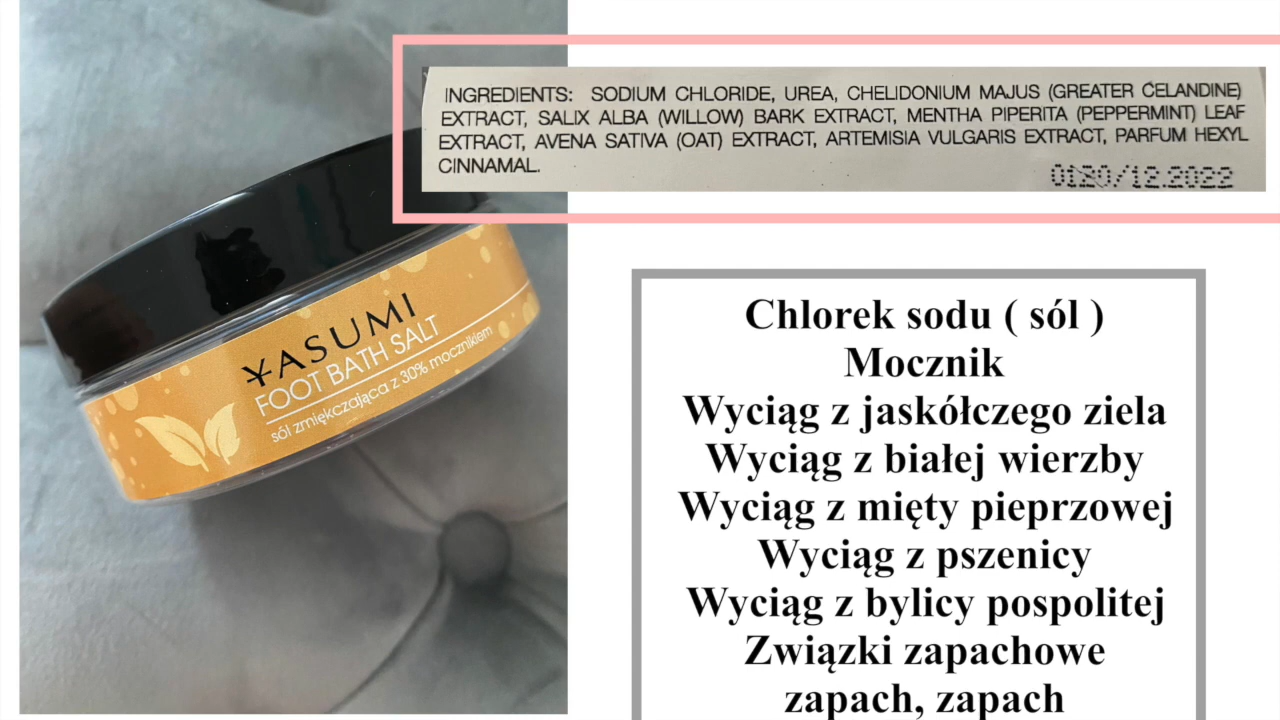 INGREDIENTS: SODIUM CHLORIDE, UREA, CHELIDONIUM MAJUS (GREATER CELANDINE)
EXTRACT, SALIX ALBA (WILLOW) BARK EXTRACT, MENTHA PIPERITA (PEPPERMINT) LEAF
EXTRACT, AVENA SATIVA (OAT) EXTRACT, ARTEMISIA VULGARIS EXTRACT, PARFUM HEXYL
CINNAMAL.
0120/12.2022
YASUMI
FOOT BATH SALT
sól zmiękczająca z 30% mocznikiem
Chlorek sodu ( sól )
Mocznik
Wyciąg z jaskółczego ziela
Wyciąg z białej wierzby
Wyciąg z mięty pieprzowej
Wyciąg z pszenicy
Wyciąg z bylicy pospolitej
Związki zapachowe
zapach, zapach